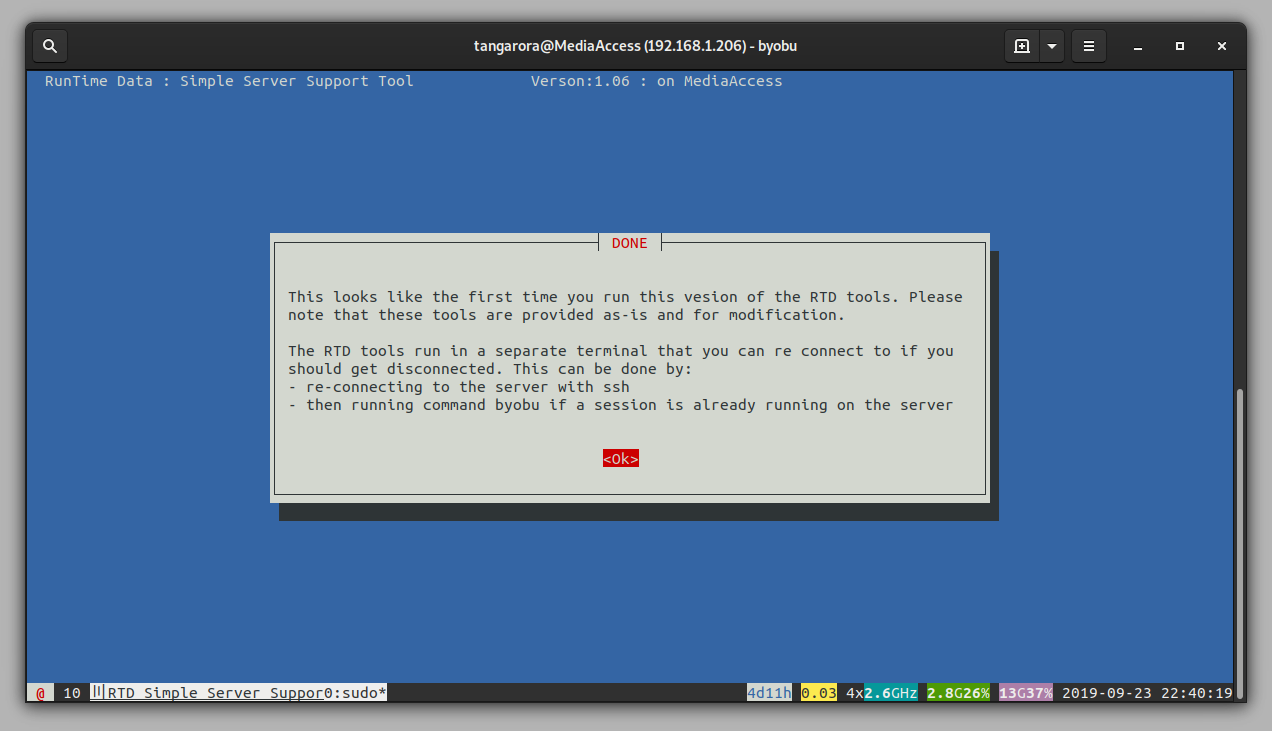 tangarora@MediaAccess (192.168.1.206) - byobu
RunTime Data : Simple Server Support Tool Verson:1.06 : on MediaAccess
DONE
This looks like the first time you run this vesion of the RTD tools. Please
note that these tools are provided as-is and for modification.
The RTD tools run in a separate terminal that you can re connect to if you
should get disconnected. This can be done by:
- re-connecting to the server with ssh
- then running command byobu if a session is already running on the server
<Ok>
@ 10 RTD Simple Server Suppor0:sudo* 4d11h 0.03 4x2.6GHz 2.8G26% 13G37% 2019-09-23 22:40:19